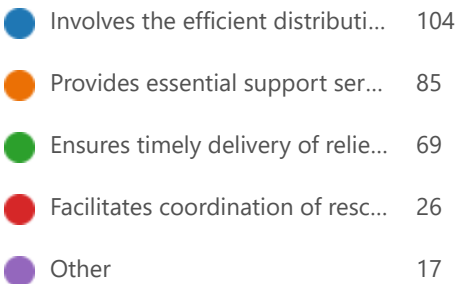 Involves the efficient distributi... 104
Provides essential support ser... 85
Ensures timely delivery of relie... 69
Facilitates coordination of resc... 26
Other 17